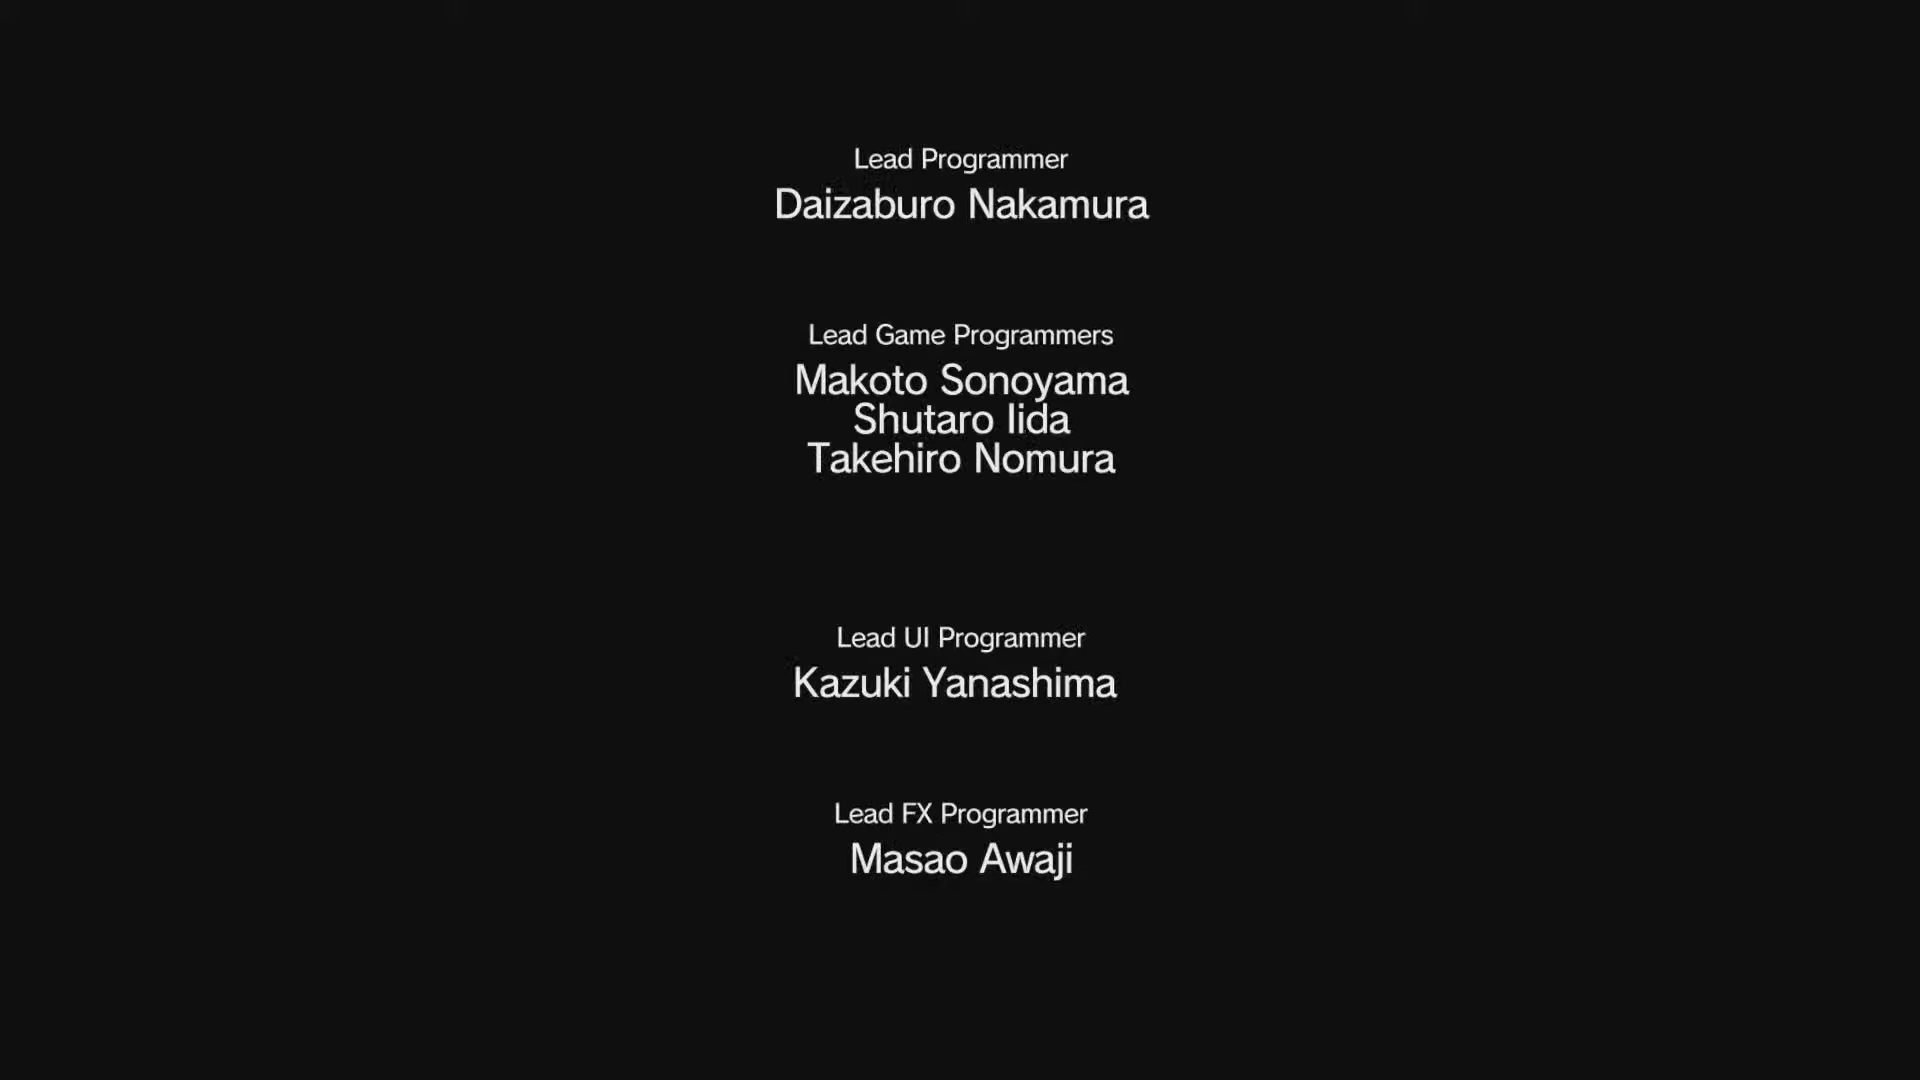 Lead Programmer
Daizaburo Nakamura
Lead Game Programmers
Makoto Sonoyama
Shutaro Iida
Takehiro Nomura
Lead UI Programmer
Kazuki Yanashima
Lead FX Programmer
Masao Awaji